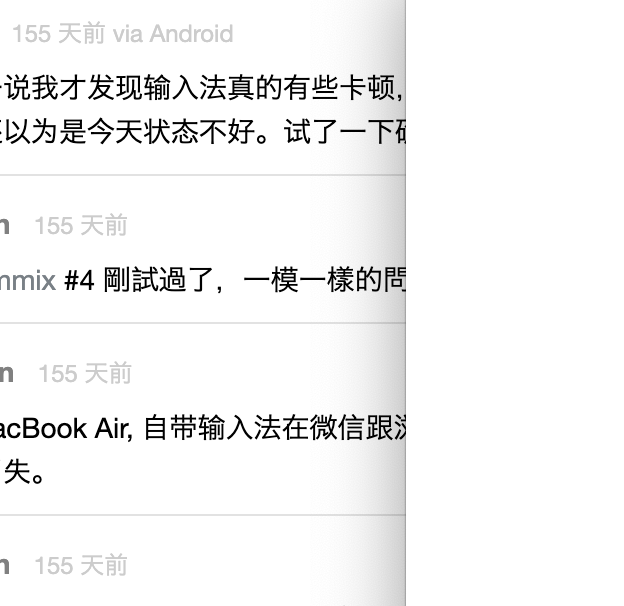 155 天前 via Android
说我才发现输入法真的有些卡顿,
以为是今天状态不好。试了一下
n 155 天前
mmix #4 剛試過了，一模一樣的問
n 155 天前
acBook Air, 自带输入法在微信跟浏
失。
n 155 天前